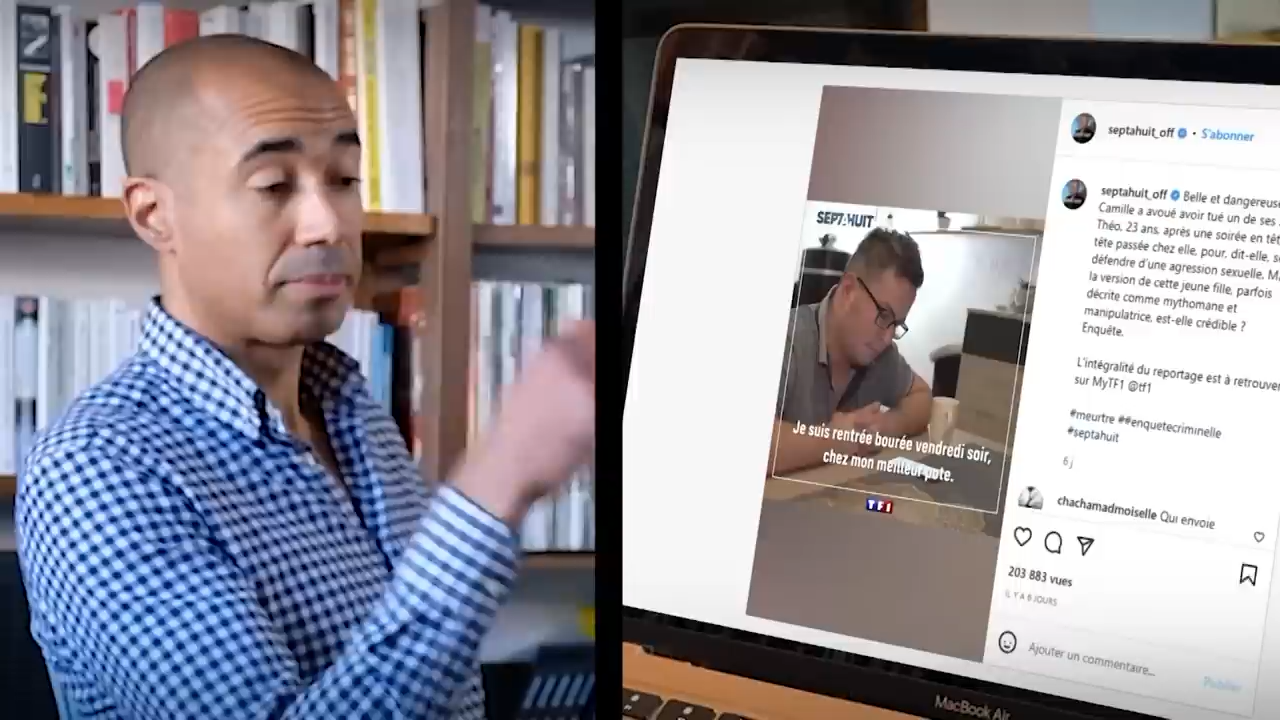 septahuit_off • S'abonner
septahuit_off Belle et dangereuse
Camille a avoué avoir tué un de ses
Théo, 23 ans, après une soirée en tê
tête passée chez elle, pour, dit-elle, s
défendre d'une agression sexuelle. M
la version de cette jeune fille, parfois
décrite comme mythomane et
manipulatrice, est-elle crédible ?
Enquête.
L'intégralité du reportage est à retrouver
sur MyTF1 @tf1
#meurtre ##enquetecriminelle
#septahuit
6 j
chachamadmoiselle Qui envoie
203 883 vues
IL Y A 6 JOURS
Ajouter un commentaire...
Publier
SEPT À HUIT
Je suis rentrée bourée vendredi soir,
chez mon meilleur pote.
TF1
MacBook Air